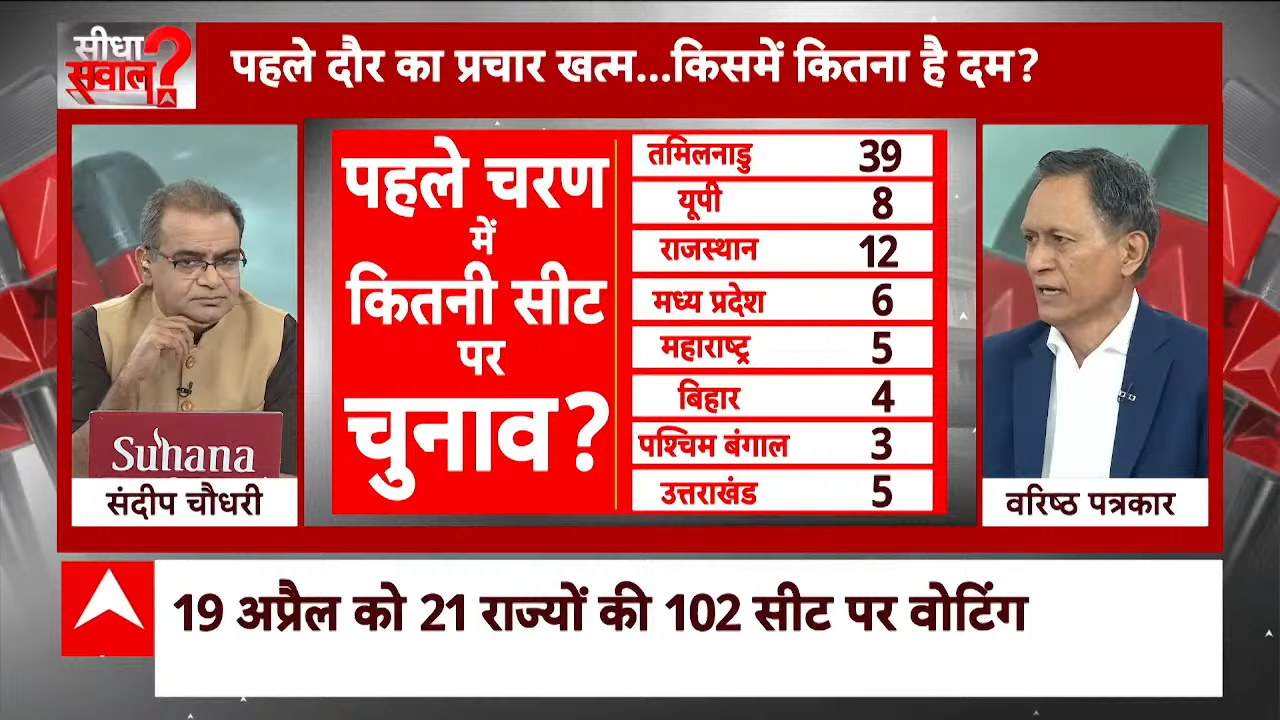 सीधा
सवाल?
पहले दौर का प्रचार खत्म...किसमें कितना है दम?
पहले चरण
में
कितनी सीट
पर
चुनाव?
तमिलनाडु 39
यूपी 8
राजस्थान 12
मध्य प्रदेश 6
महाराष्ट्र 5
बिहार 4
पश्चिम बंगाल 3
उत्तराखंड 5
Suhana
संदीप चौधरी
वरिष्ठ पत्रकार
19 अप्रैल को 21 राज्यों की 102 सीट पर वोटिंग